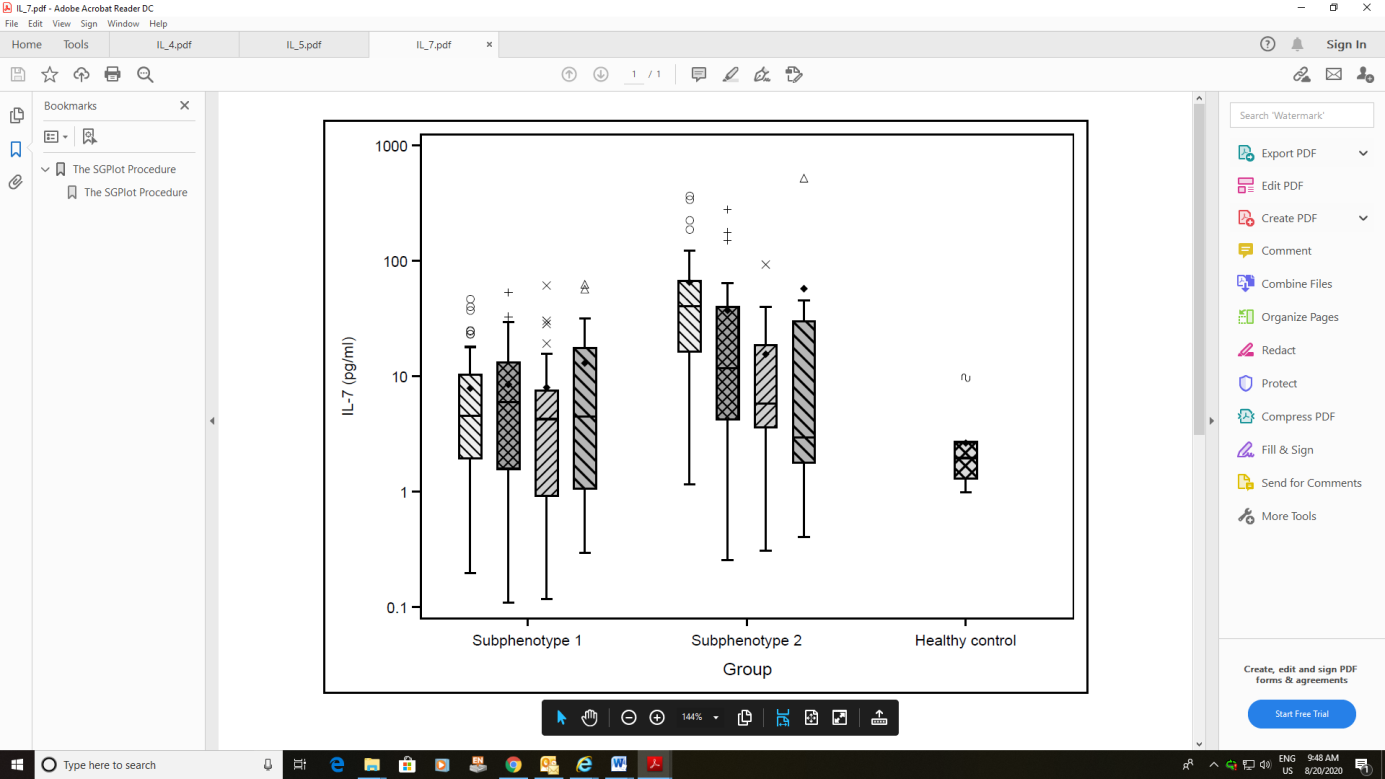 IL_7.pdf - Adobe Acrobat Reader DC
File Edit View Sign Window Help
Home Tools IL_4.pdf IL_5.pdf IL_7.pdf × Sign In
1 / 1
Bookmarks
The SGPlot Procedure
The SGPlot Procedure
1000
100
10
1
0.1
IL-7 (pg/ml)
Subphenotype 1 Subphenotype 2 Healthy control
Group
144%
Search 'Watermark'
Export PDF
Edit PDF
Create PDF
Comment
Combine Files
Organize Pages
Redact
Protect
Compress PDF
Fill & Sign
Send for Comments
More Tools
Create, edit and sign PDF
forms & agreements
Start Free Trial
Type here to search
EN
ENG
US
9:48 AM
8/20/2020
1